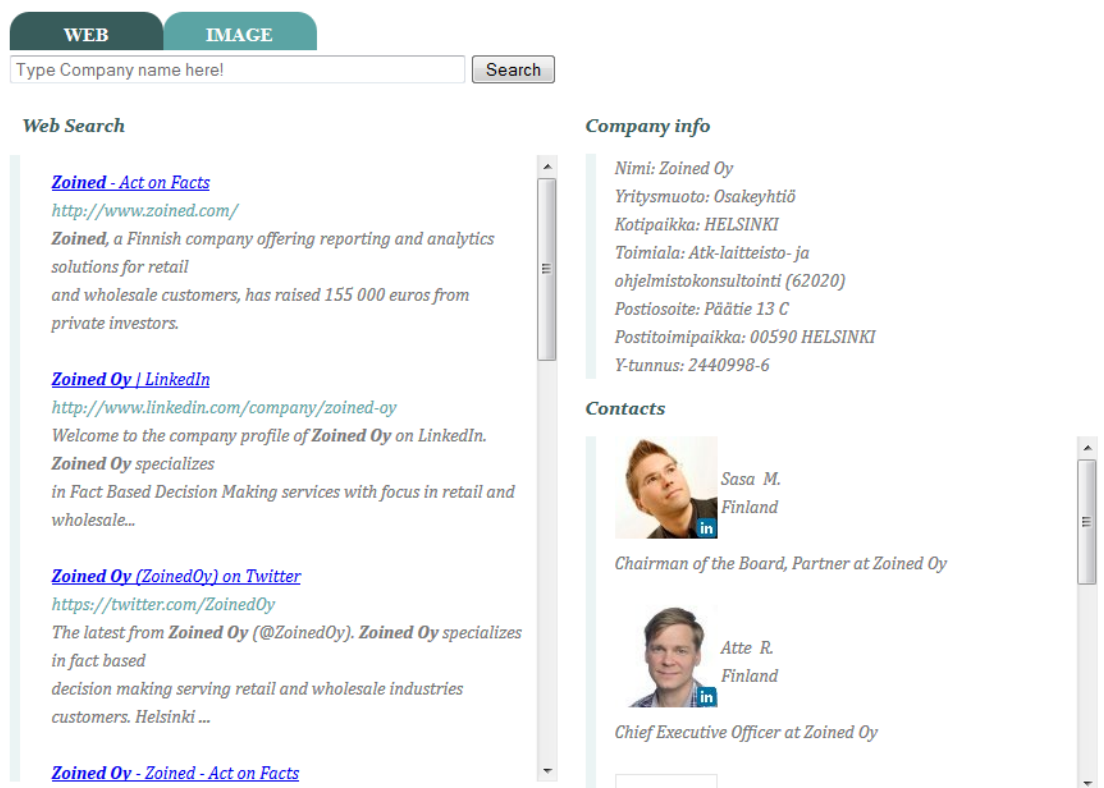 WEB
IMAGE
Type Company name here!
Search
Web Search
Zoined - Act on Facts
http://www.zoined.com/
Zoined, a Finnish company offering reporting and analytics
solutions for retail
and wholesale customers, has raised 155 000 euros from
private investors.
Zoined Oy | LinkedIn
http://www.linkedin.com/company/zoined-oy
Welcome to the company profile of Zoined Oy on LinkedIn.
Zoined Oy specializes
in Fact Based Decision Making services with focus in retail and
wholesale...
Zoined Oy (ZoinedOy) on Twitter
https://twitter.com/ZoinedOy
The latest from Zoined Oy (@ZoinedOy). Zoined Oy specializes
in fact based
decision making serving retail and wholesale industries
customers. Helsinki ...
Zoined Oy - Zoined - Act on Facts
Company info
Nimi: Zoined Oy
Yritysmuoto: Osakeyhtiö
Kotipaikka: HELSINKI
Toimiala: Atk-laitteisto- ja
ohjelmistokonsultointi (62020)
Postiosoite: Päätie 13 C
Postitoimipaikka: 00590 HELSINKI
Y-tunnus: 2440998-6
Contacts
Sasa M.
Finland
in
Chairman of the Board, Partner at Zoined Oy
Atte R.
Finland
in
Chief Executive Officer at Zoined Oy